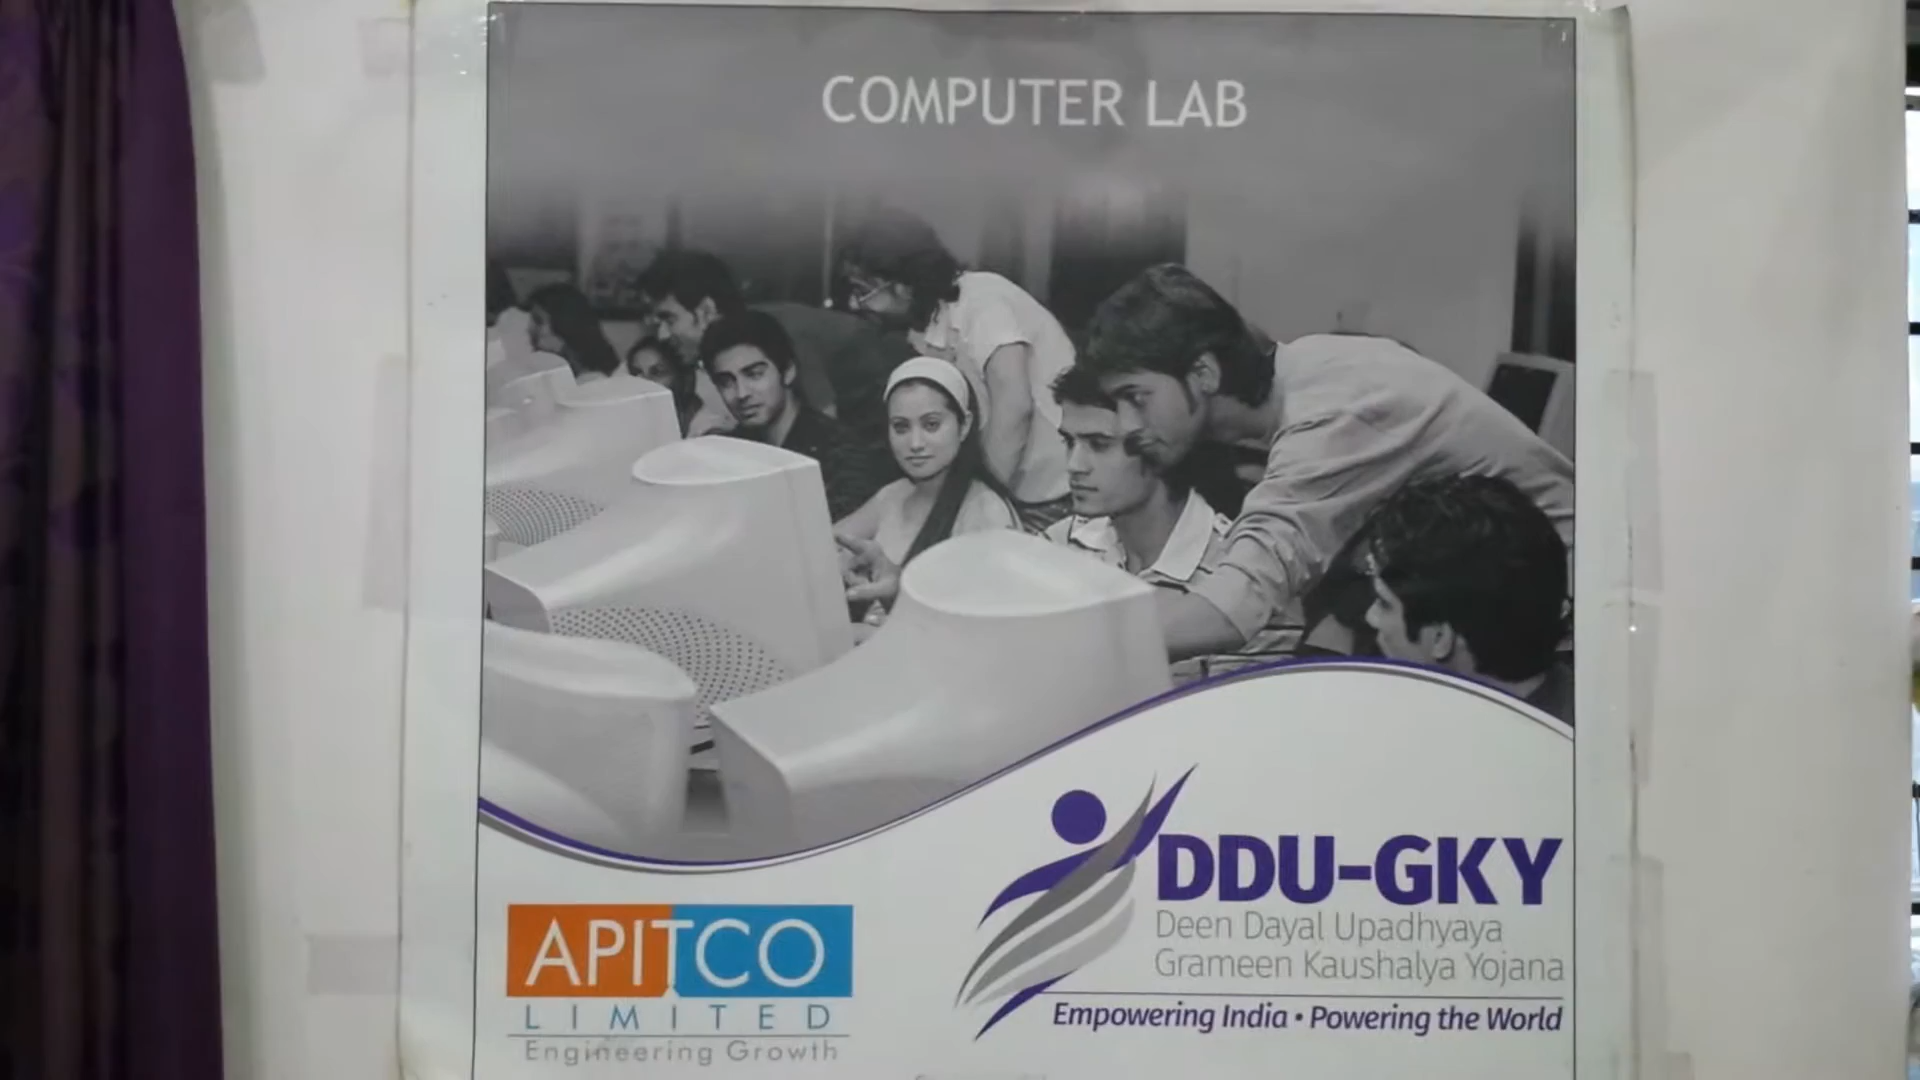 COMPUTER LAB
DDU-GKY
Deen Dayal Upadhyaya
Grameen Kaushalya Yojana
Empowering India • Powering the World
APITCO
LIMITED
Engineering Growth